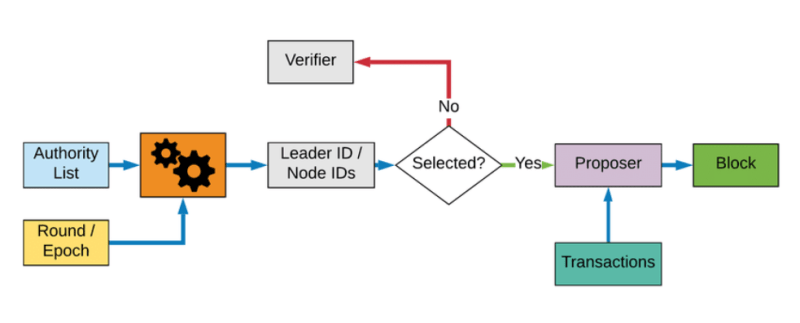 Verifier
No
Authority
List
Leader ID /
Node IDs
Selected?
Yes
Proposer
Block
Round /
Epoch
Transactions